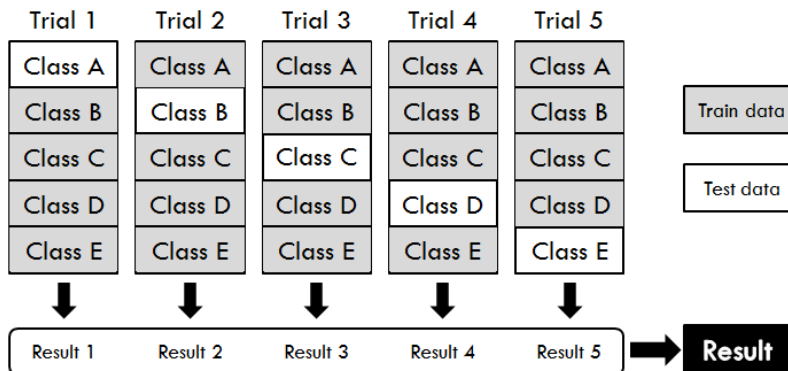 Trial 1 Trial 2 Trial 3 Trial 4 Trial 5
Class A Class A Class A Class A Class A
Class B Class B Class B Class B Class B
Class C Class C Class C Class C Class C
Class D Class D Class D Class D Class D
Class E Class E Class E Class E Class E
Train data
Test data
Result 1 Result 2 Result 3 Result 4 Result 5
Result